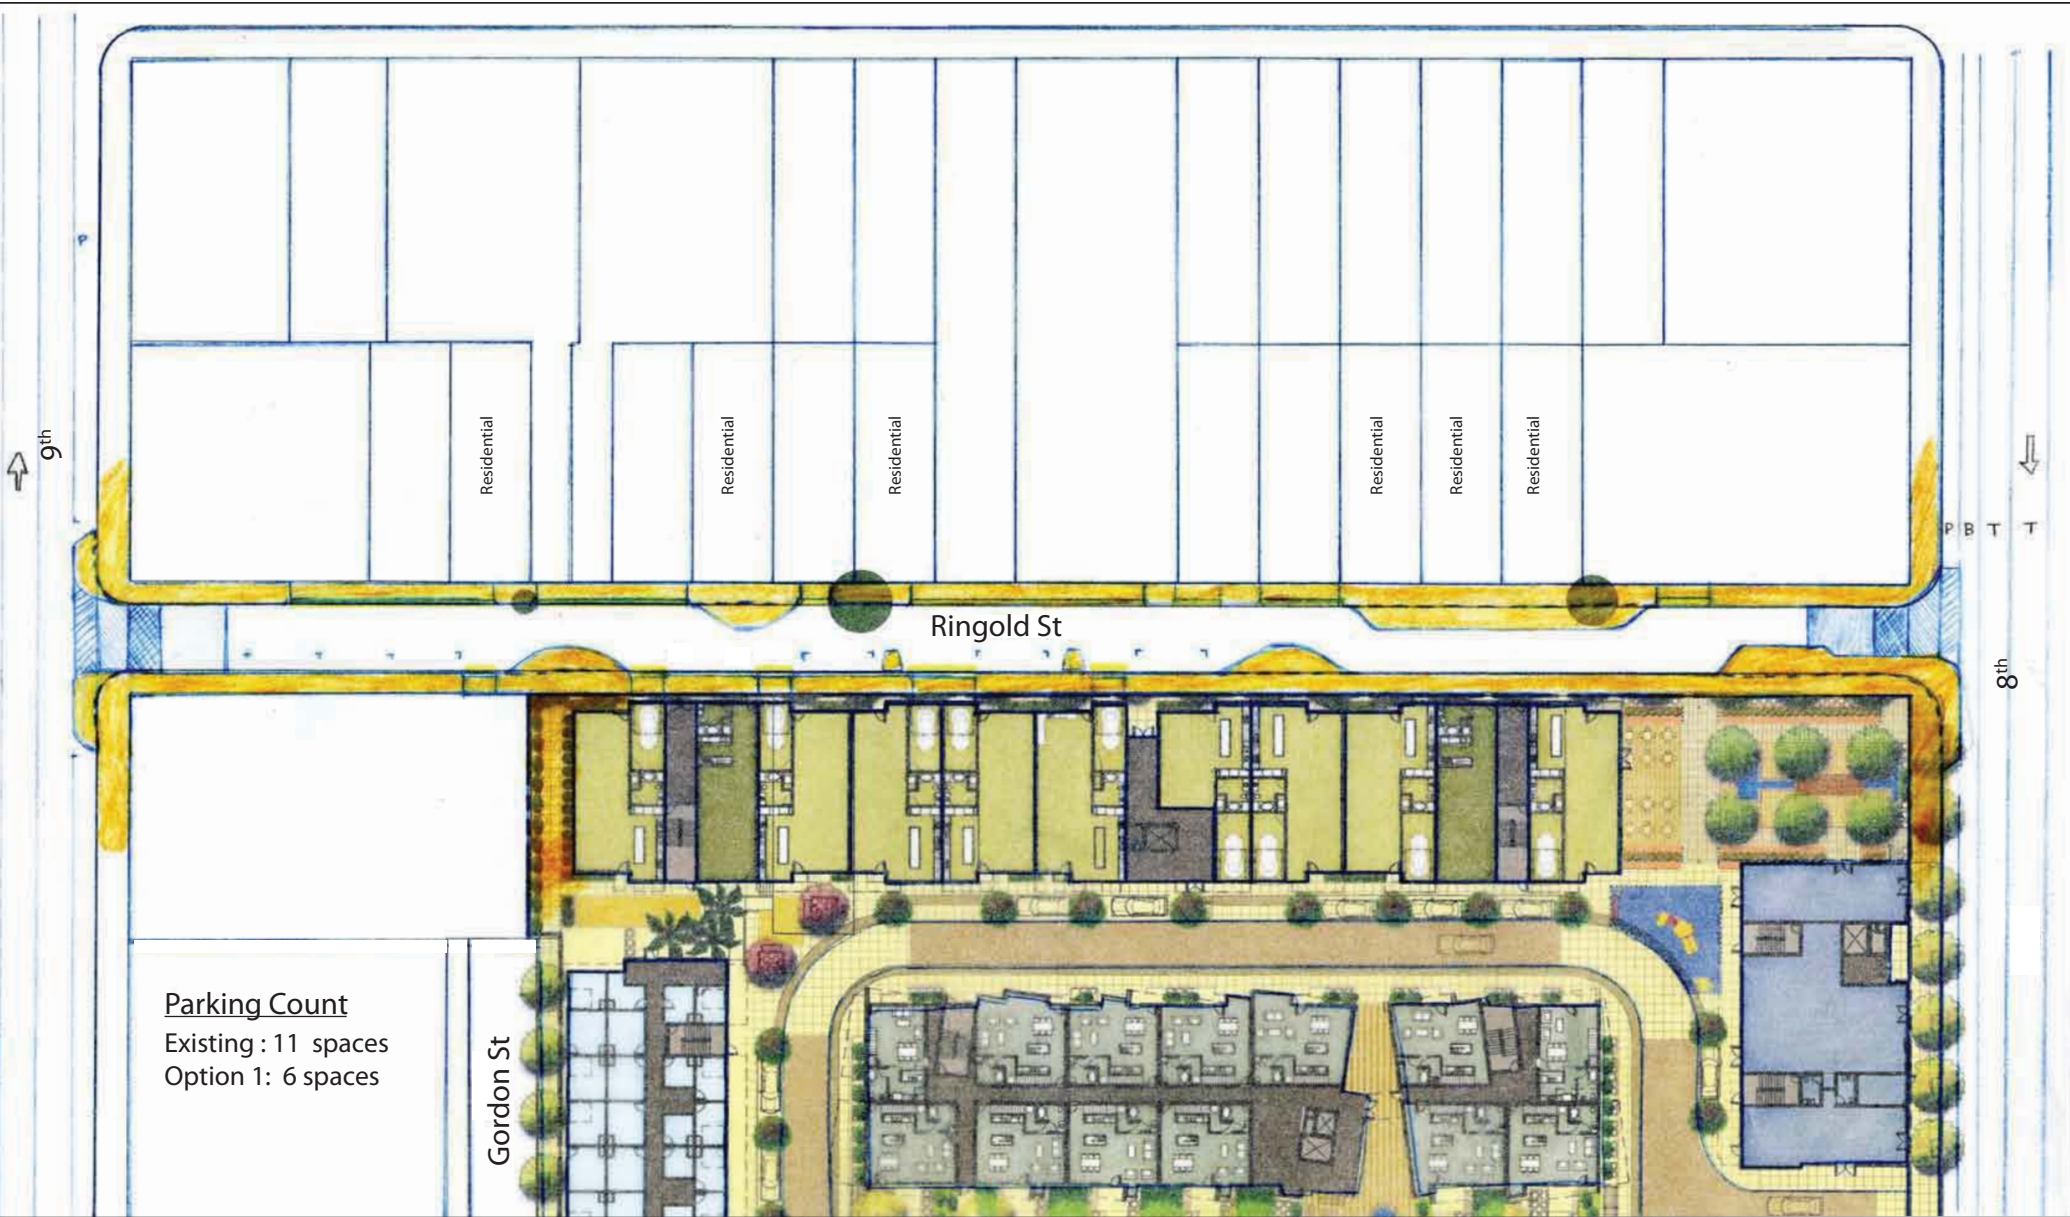 P
9th
Residential
Residential
Residential
Residential
Residential
Residential
P B T T
Ringold St
8th
Parking Count
Existing : 11 spaces
Option 1: 6 spaces
Gordon St